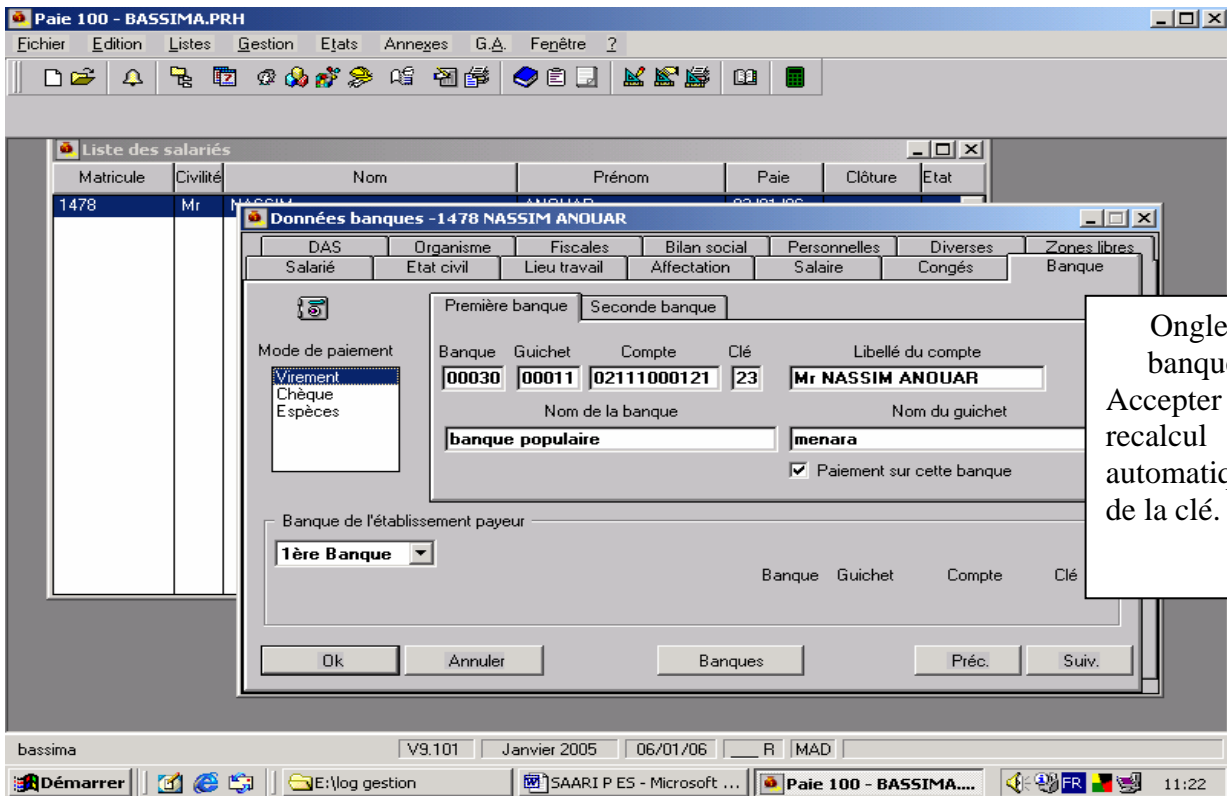 Paie 100 - BASSIMA.PRH
Fichier Edition Listes Gestion Etats Annexes G.A. Fenêtre ?
Liste des salariés
Matricule Civilité Nom Prénom Paie Clôture Etat
1478 Mr
Données banques -1478 NASSIM ANOUAR
DAS Organisme Fiscales Bilan social Personnelles Diverses Zones libres
Salarié Etat civil Lieu travail Affectation Salaire Congés Banque
Première banque Seconde banque
Mode de paiement
Virement
Chèque
Espèces
Banque Guichet Compte Clé Libellé du compte
00030 00011 02111000121 23 Mr NASSIM ANOUAR
Nom de la banque Nom du guichet
banque populaire menara
Paiement sur cette banque
Banque de l'établissement payeur
1ère Banque
Banque Guichet Compte Clé
Ok Annuler Banques Préc. Suiv.
Ongle
banqu
Accepter
recalcul
automatiq
de la clé.
bassima V9.101 Janvier 2005 06/01/06 ___ R MAD
Démarrer E:\log gestion SAARI P ES - Microsoft ... Paie 100 - BASSIMA.... FR 11:22